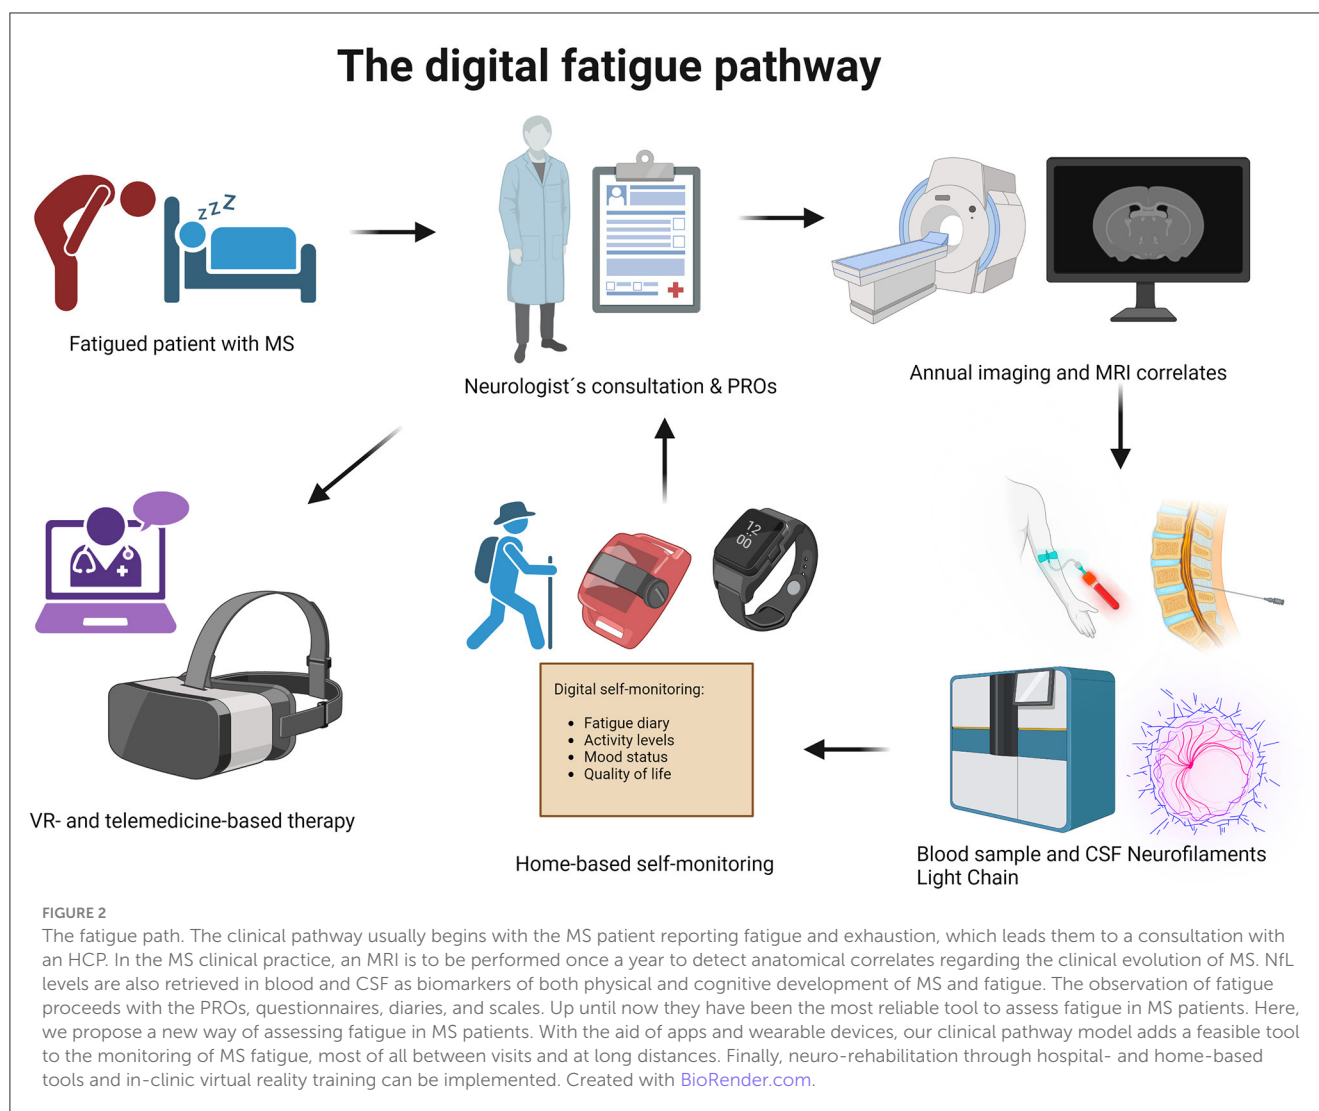 The digital fatigue pathway
zzZ
Fatigued patient with MS
Neurologist´s consultation & PROs
Annual imaging and MRI correlates
12
00
Digital self-monitoring:
• Fatigue diary
• Activity levels
• Mood status
• Quality of life
VR- and telemedicine-based therapy
Home-based self-monitoring
Blood sample and CSF Neurofilaments
Light Chain
FIGURE 2
The fatigue path. The clinical pathway usually begins with the MS patient reporting fatigue and exhaustion, which leads them to a consultation with
an HCP. In the MS clinical practice, an MRI is to be performed once a year to detect anatomical correlates regarding the clinical evolution of MS. NfL
levels are also retrieved in blood and CSF as biomarkers of both physical and cognitive development of MS and fatigue. The observation of fatigue
proceeds with the PROs, questionnaires, diaries, and scales. Up until now they have been the most reliable tool to assess fatigue in MS patients. Here,
we propose a new way of assessing fatigue in MS patients. With the aid of apps and wearable devices, our clinical pathway model adds a feasible tool
to the monitoring of MS fatigue, most of all between visits and at long distances. Finally, neuro-rehabilitation through hospital- and home-based
tools and in-clinic virtual reality training can be implemented. Created with BioRender.com.